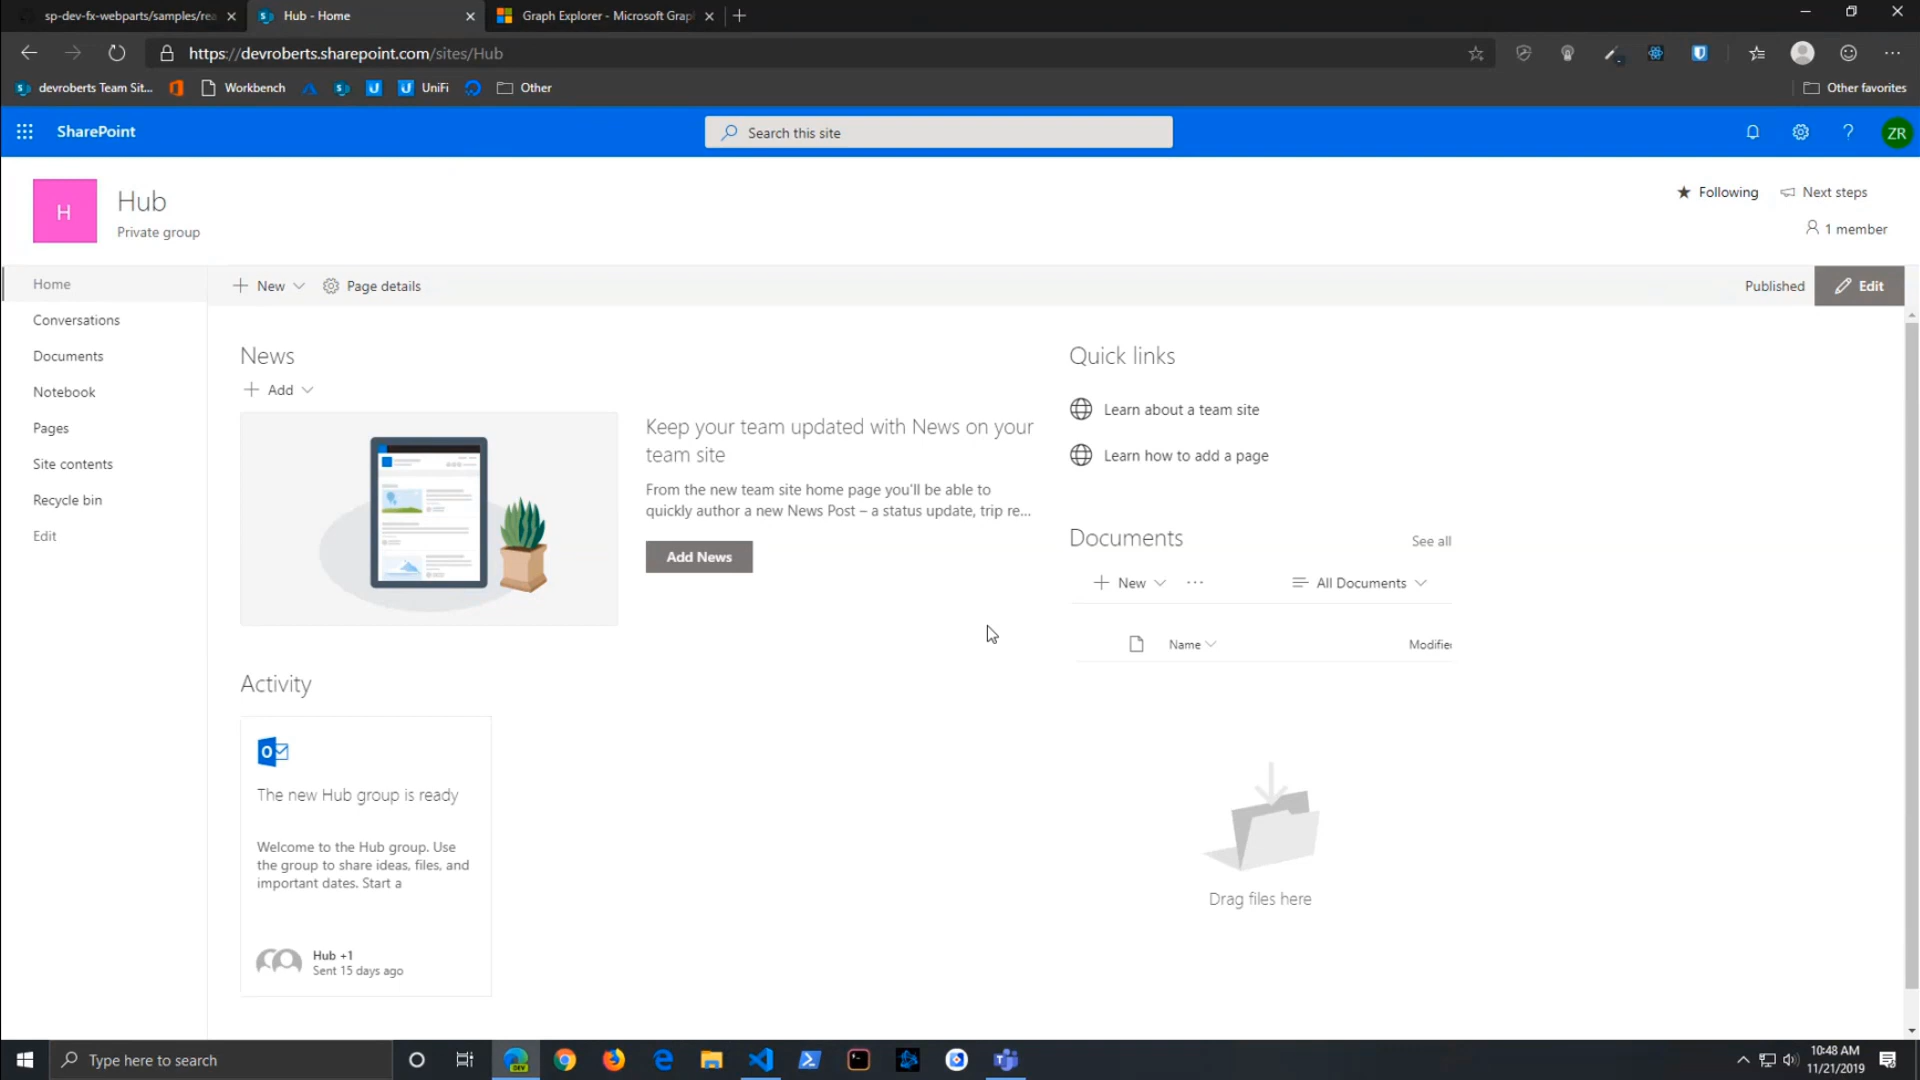 sp-dev-fx-webparts/samples/rea
Hub - Home
Graph Explorer - Microsoft Grap
https://devroberts.sharepoint.com/sites/Hub
devroberts Team Sit...
Workbench
UniFi
Other
Other favorites
SharePoint
Search this site
ZR
H
Hub
Private group
Following
Next steps
1 member
Home
Conversations
Documents
Notebook
Pages
Site contents
Recycle bin
Edit
New
Page details
Published
Edit
News
Add
Keep your team updated with News on your
team site
From the new team site home page you'll be able to
quickly author a new News Post – a status update, trip re...
Add News
Quick links
Learn about a team site
Learn how to add a page
Documents
See all
New
All Documents
Name
Modified
Drag files here
Activity
The new Hub group is ready
Welcome to the Hub group. Use
the group to share ideas, files, and
important dates. Start a
Hub +1
Sent 15 days ago
Type here to search
10:48 AM
11/21/2019